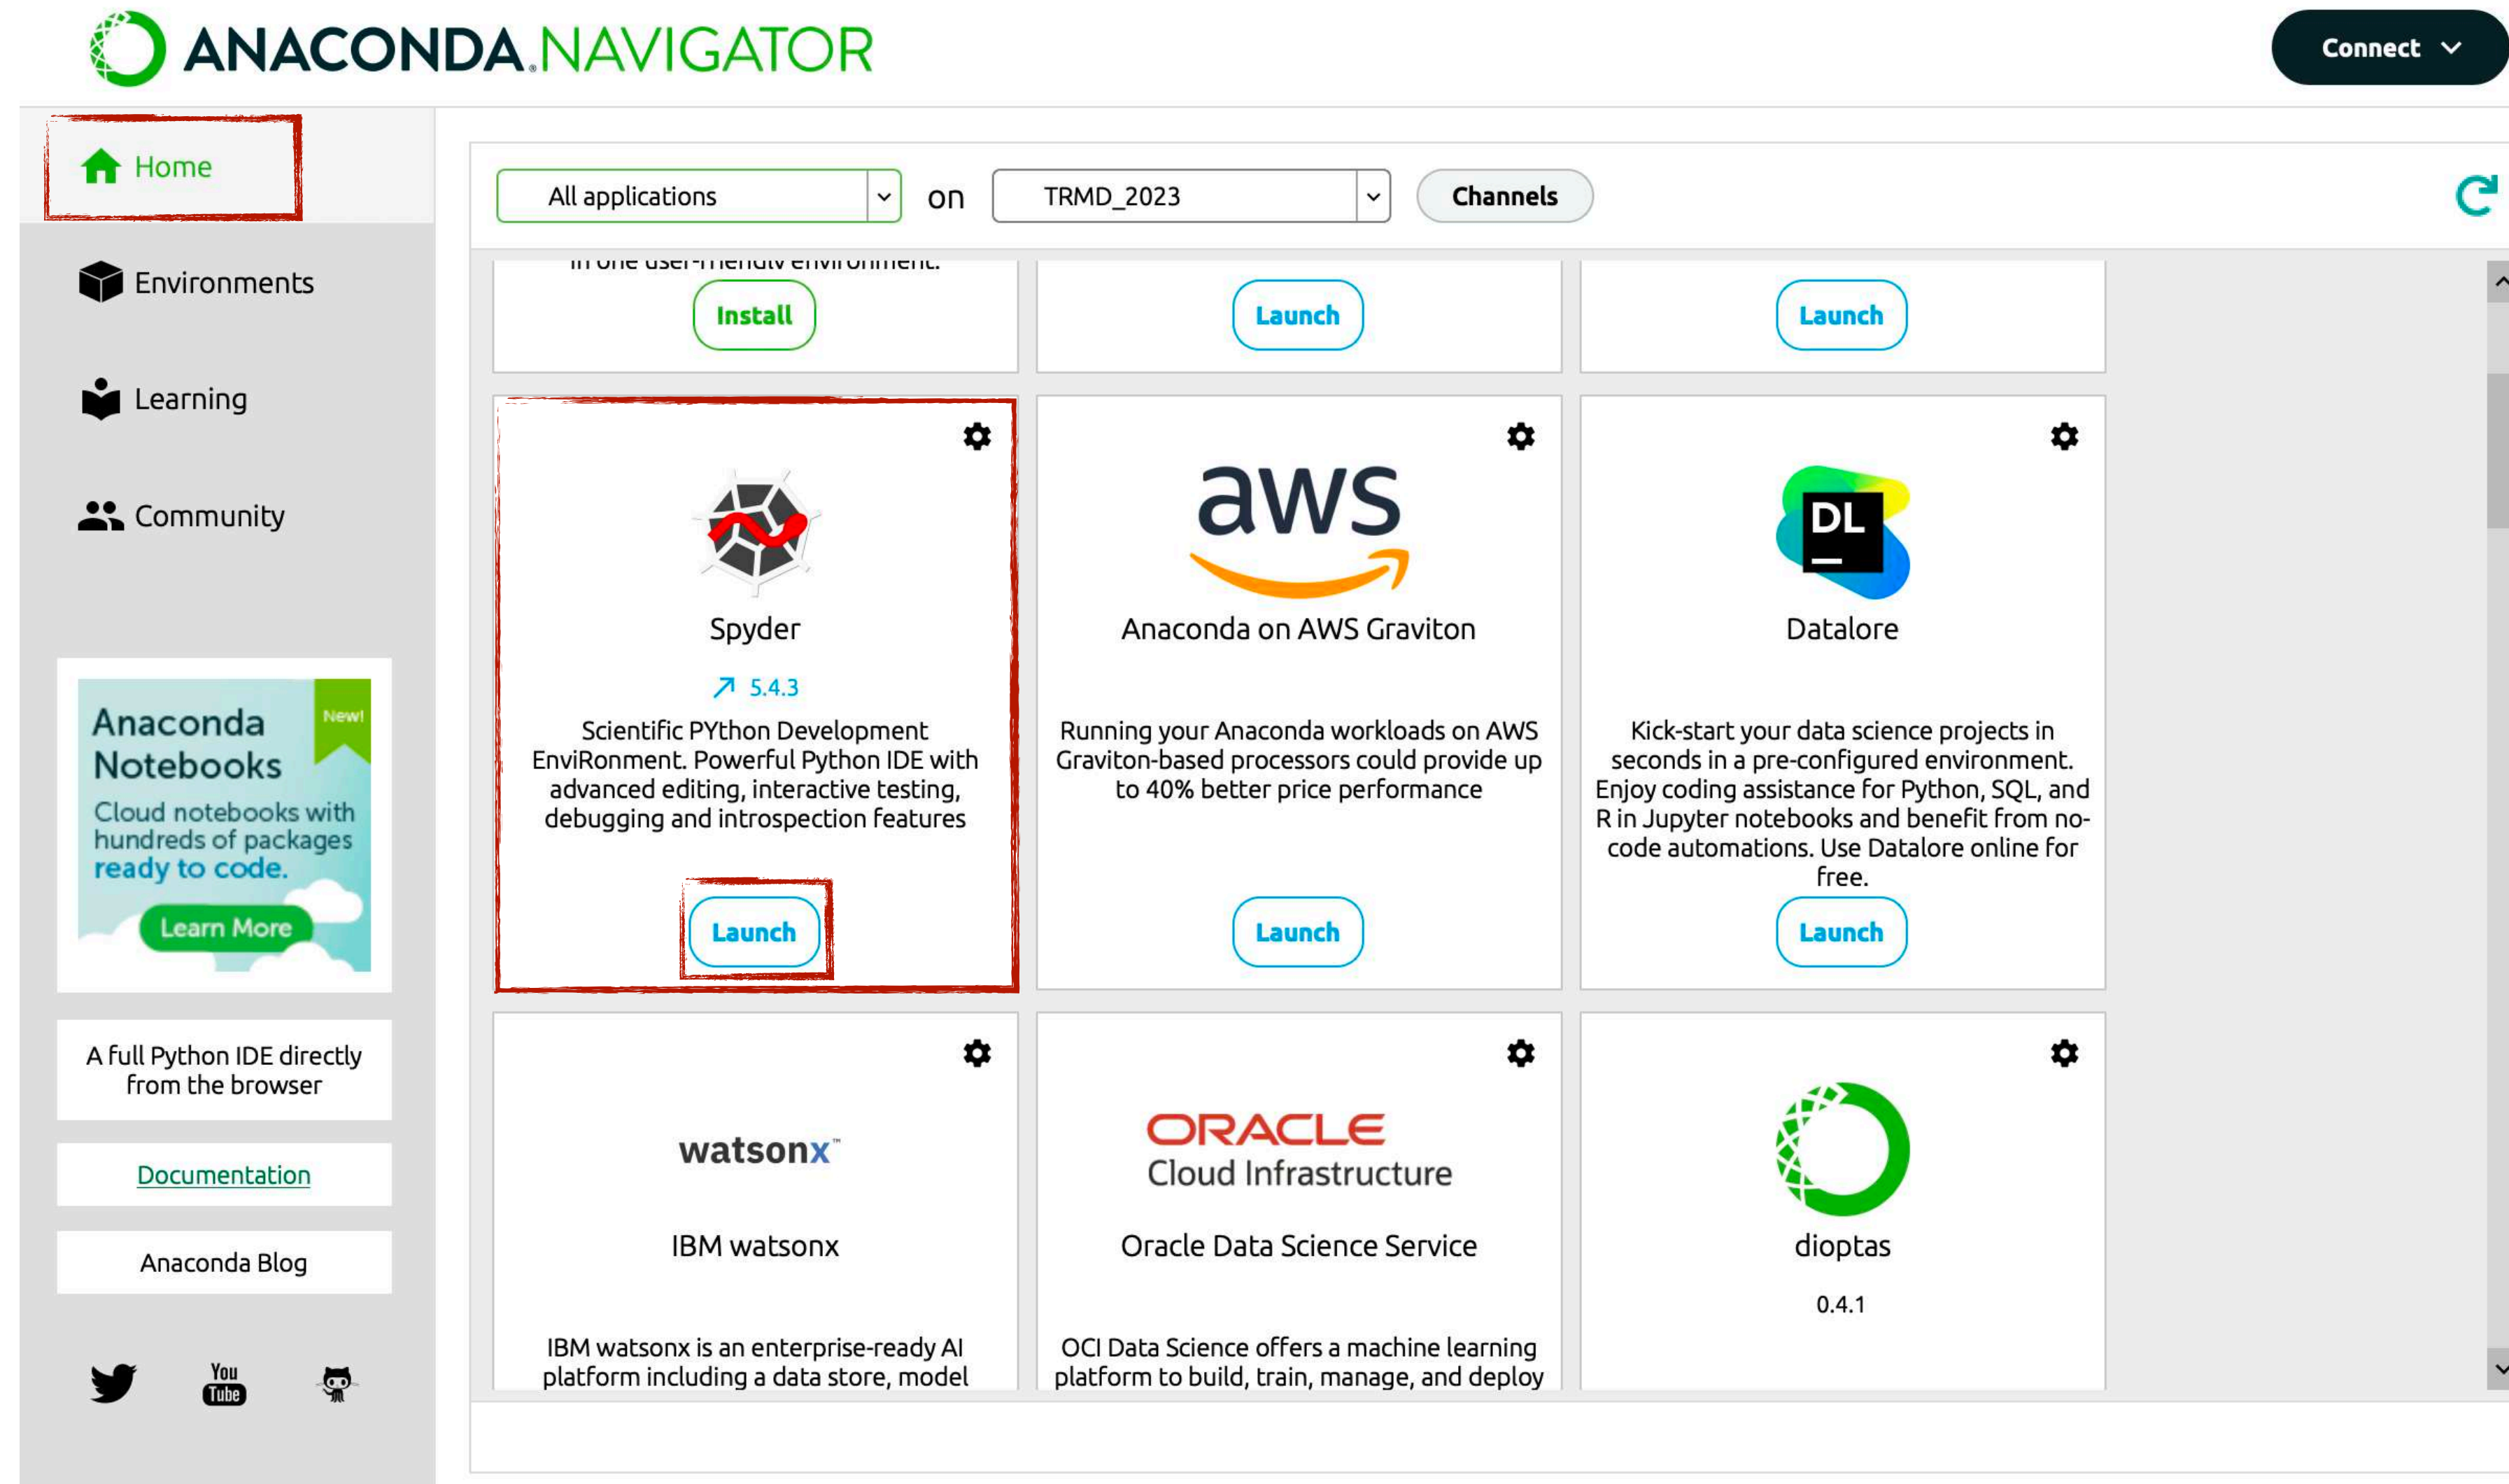 ANACONDA.NAVIGATOR
Connect
Home
Environments
Learning
Community
Anaconda
Notebooks
New!
Cloud notebooks with
hundreds of packages
ready to code.
Learn More
A full Python IDE directly
from the browser
Documentation
Anaconda Blog
You
Tube
All applications
on
TRMD_2023
Channels
in one user-friendly environment.
Install
Launch
Launch
Spyder
5.4.3
Scientific PYthon Development
EnviRonment. Powerful Python IDE with
advanced editing, interactive testing,
debugging and introspection features
Launch
aws
Anaconda on AWS Graviton
Running your Anaconda workloads on AWS
Graviton-based processors could provide up
to 40% better price performance
Launch
DL
Datalore
Kick-start your data science projects in
seconds in a pre-configured environment.
Enjoy coding assistance for Python, SQL, and
R in Jupyter notebooks and benefit from no-
code automations. Use Datalore online for
free.
Launch
watsonx™
IBM watsonx
IBM watsonx is an enterprise-ready AI
platform including a data store, model
ORACLE
Cloud Infrastructure
Oracle Data Science Service
OCI Data Science offers a machine learning
platform to build, train, manage, and deploy
dioptas
0.4.1